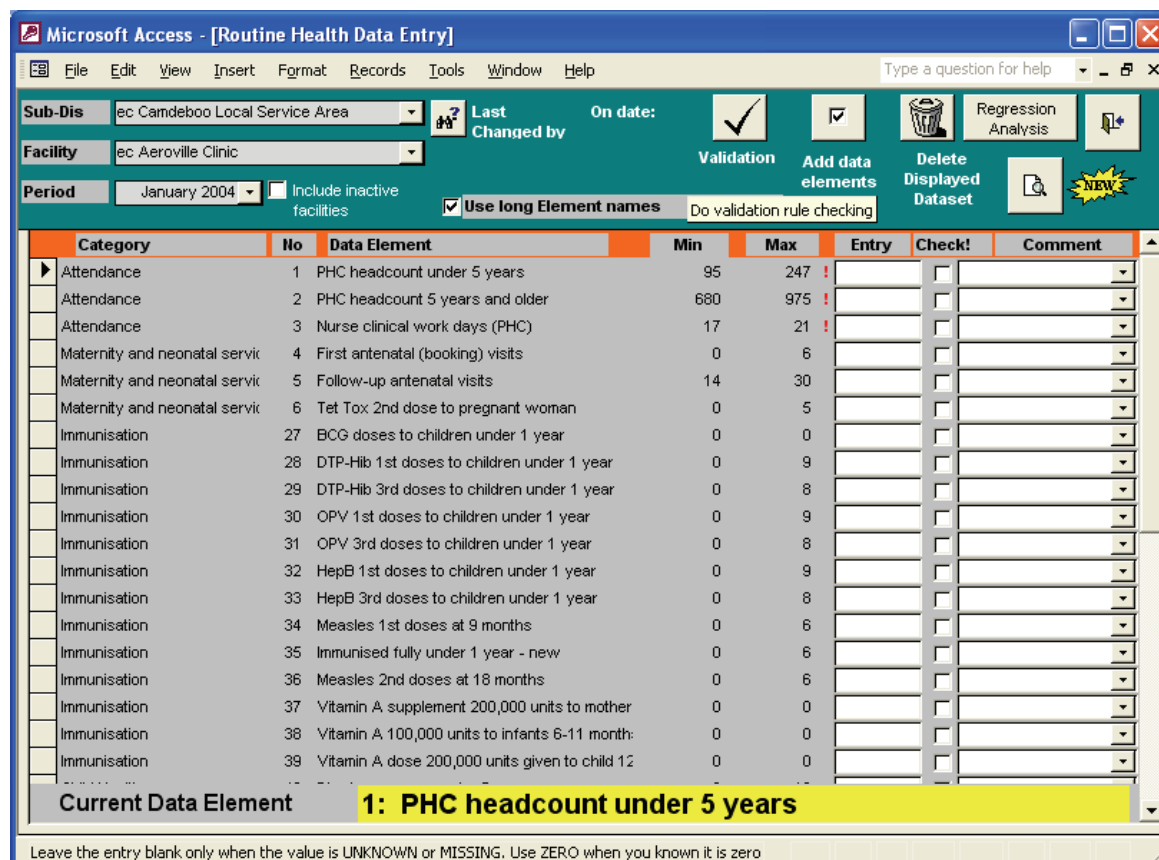 Microsoft Access - [Routine Health Data Entry]
File Edit View Insert Format Records Tools Window Help Type a question for help
Sub-Dis ec Camdeboo Local Service Area Last Changed by On date:
Facility ec Aeroville Clinic
Period January 2004 Include inactive facilities Use long Element names
Validation
Add data elements
Delete Displayed Dataset
Regression Analysis
NEW
Do validation rule checking
Category No Data Element Min Max Entry Check! Comment
Attendance 1 PHC headcount under 5 years 95 247 !
Attendance 2 PHC headcount 5 years and older 680 975 !
Attendance 3 Nurse clinical work days (PHC) 17 21 !
Maternity and neonatal servic 4 First antenatal (booking) visits 0 6
Maternity and neonatal servic 5 Follow-up antenatal visits 14 30
Maternity and neonatal servic 6 Tet Tox 2nd dose to pregnant woman 0 5
Immunisation 27 BCG doses to children under 1 year 0 0
Immunisation 28 DTP-Hib 1st doses to children under 1 year 0 9
Immunisation 29 DTP-Hib 3rd doses to children under 1 year 0 8
Immunisation 30 OPV 1st doses to children under 1 year 0 9
Immunisation 31 OPV 3rd doses to children under 1 year 0 8
Immunisation 32 HepB 1st doses to children under 1 year 0 9
Immunisation 33 HepB 3rd doses to children under 1 year 0 8
Immunisation 34 Measles 1st doses at 9 months 0 6
Immunisation 35 Immunised fully under 1 year - new 0 6
Immunisation 36 Measles 2nd doses at 18 months 0 6
Immunisation 37 Vitamin A supplement 200,000 units to mother 0 0
Immunisation 38 Vitamin A 100,000 units to infants 6-11 month 0 0
Immunisation 39 Vitamin A dose 200,000 units given to child 12 0 0
Current Data Element 1: PHC headcount under 5 years
Leave the entry blank only when the value is UNKNOWN or MISSING. Use ZERO when you known it is zero